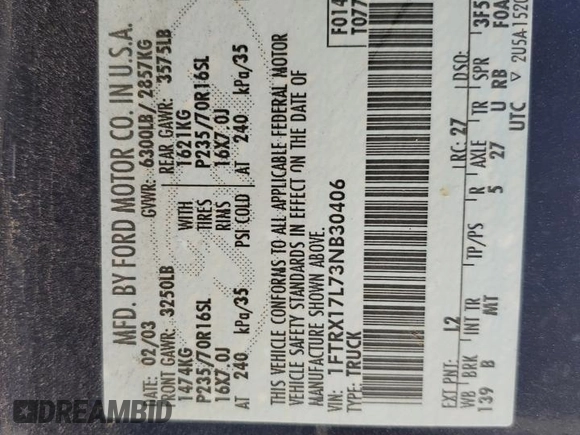 MFD. BY FORD MOTOR CO. IN U.S.A.
DATE: 02/03 GVWR: 6300LB/ 2857KG
FRONT GAWR: 3250LB REAR GAWR: 3575LB
1474KG WITH 1621KG
P235/70R16SL TIRES P235/70R16SL
16X7.0J RIMS 16X7.0J
AT 240 kPa/35 PSI COLD AT 240 kPa/35
THIS VEHICLE CONFORMS TO ALL APPLICABLE FEDERAL MOTOR
VEHICLE SAFETY STANDARDS IN EFFECT ON THE DATE OF
MANUFACTURE SHOWN ABOVE.
VIN: 1FTRX17L73NB30406 F014
TYPE: TRUCK T077
EXT PNT: L2 RC: 27 DSO:
WB BRK INT TR TP/PS R AXLE TR SPR 3F5
139 B MT 5 27 U RB F0A
UTC ▽ 2U5A-1520
DREAMBID